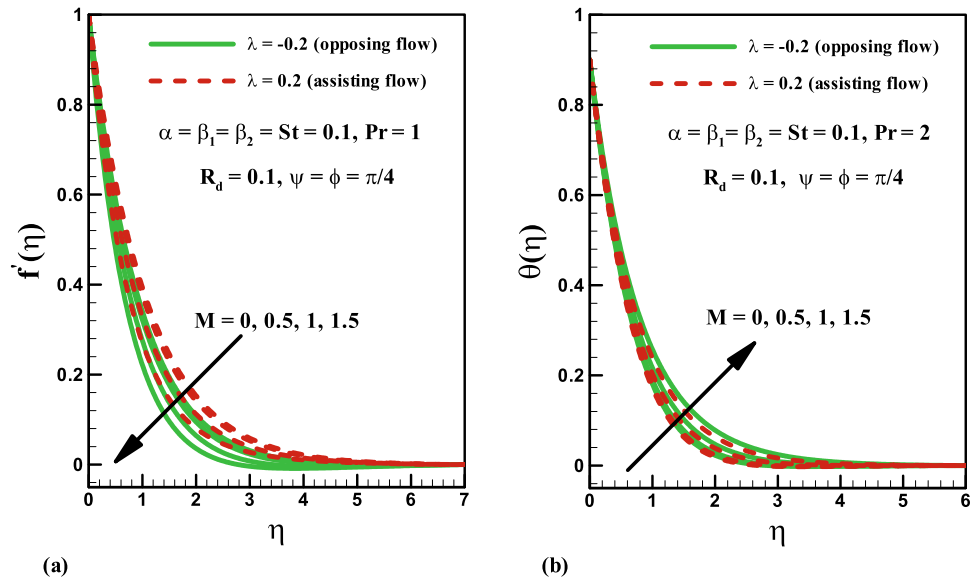 1
0.8
0.6
0.4
0.2
0
0 1 2 3 4 5 6 7
f'(η)
η
λ = -0.2 (opposing flow)
λ = 0.2 (assisting flow)
α = β₁= β₂ = St = 0.1, Pr = 1
R_d = 0.1, ψ = ϕ = π/4
M = 0, 0.5, 1, 1.5
(a)
1
0.8
0.6
0.4
0.2
0
0 1 2 3 4 5 6
θ(η)
η
λ = -0.2 (opposing flow)
λ = 0.2 (assisting flow)
α = β₁= β₂ = St = 0.1, Pr = 2
R_d = 0.1, ψ = ϕ = π/4
M = 0, 0.5, 1, 1.5
(b)